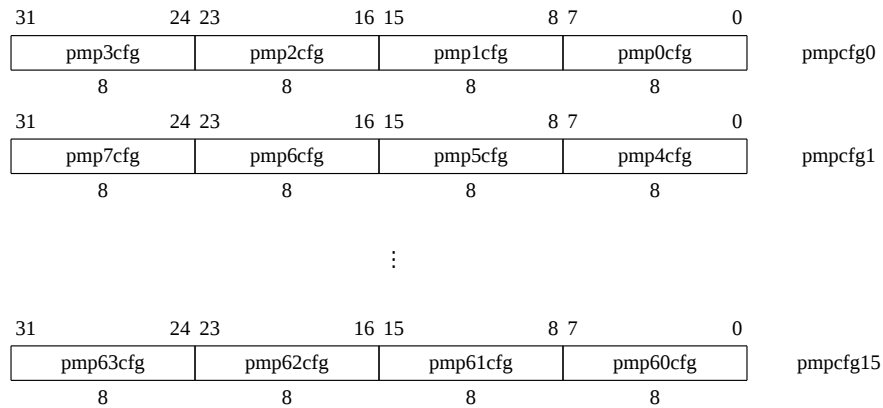 31 24 23 16 15 8 7 0
pmp3cfg pmp2cfg pmp1cfg pmp0cfg pmpcfg0
8 8 8 8
31 24 23 16 15 8 7 0
pmp7cfg pmp6cfg pmp5cfg pmp4cfg pmpcfg1
8 8 8 8
⋮
31 24 23 16 15 8 7 0
pmp63cfg pmp62cfg pmp61cfg pmp60cfg pmpcfg15
8 8 8 8